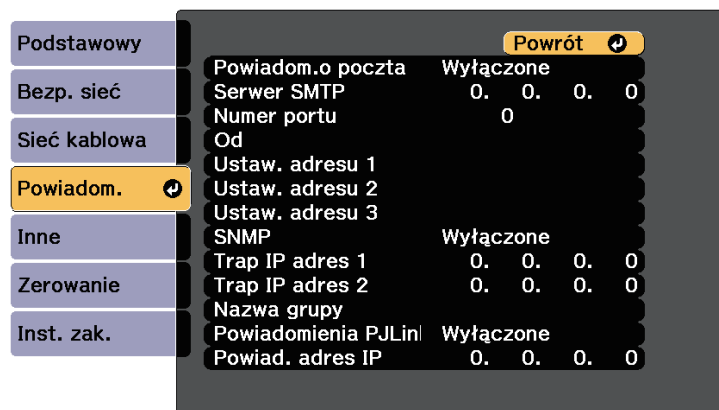 Podstawowy
Bezp. sieć
Sieć kablowa
Powiadom.
Inne
Zerowanie
Inst. zak.
Powrót
Powiadom.o poczta Wyłączone
Serwer SMTP 0. 0. 0. 0
Numer portu 0
Od
Ustaw. adresu 1
Ustaw. adresu 2
Ustaw. adresu 3
SNMP Wyłączone
Trap IP adres 1 0. 0. 0. 0
Trap IP adres 2 0. 0. 0. 0
Nazwa grupy
Powiadomienia PJLinl Wyłączone
Powiad. adres IP 0. 0. 0. 0